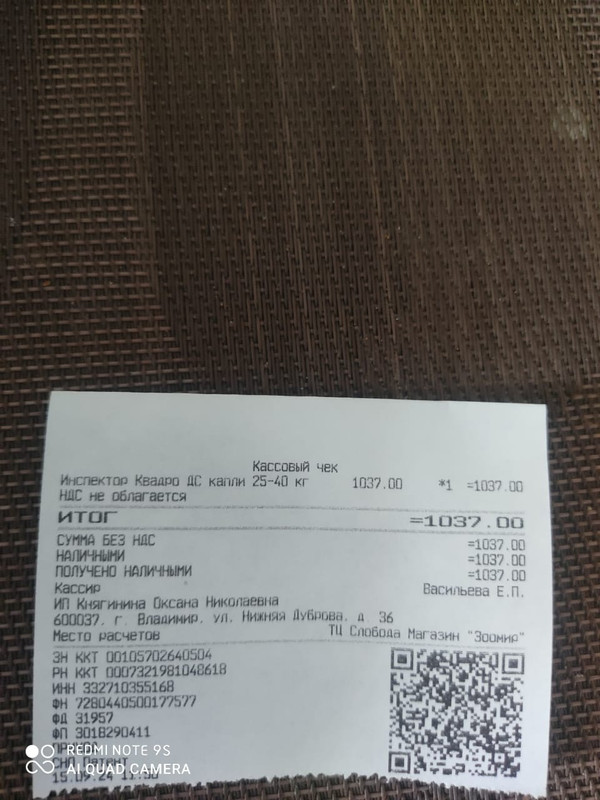 Кассовый чек
Инспектор Квадро ДС капли 25-40 кг 1037.00 *1 =1037.00
НДС не облагается
ИТОГ =1037.00
СУММА БЕЗ НДС =1037.00
НАЛИЧНЫМИ =1037.00
ПОЛУЧЕНО НАЛИЧНЫМИ =1037.00
Кассир Васильева Е.П.
ИП Княгинина Оксана Николаевна
600037, г. Владимир, ул. Нижняя Дуброва, д. 36
Место расчетов ТЦ Слобода Магазин "Зоомир"
ЗН ККТ 00105702640504
РН ККТ 0007321981048618
ИНН 332710355168
ФН 7280440500177577
ФД 31957
ФП 3018290411
REDMI NOTE 9S
СНО Патент
AI QUAD CAMERA